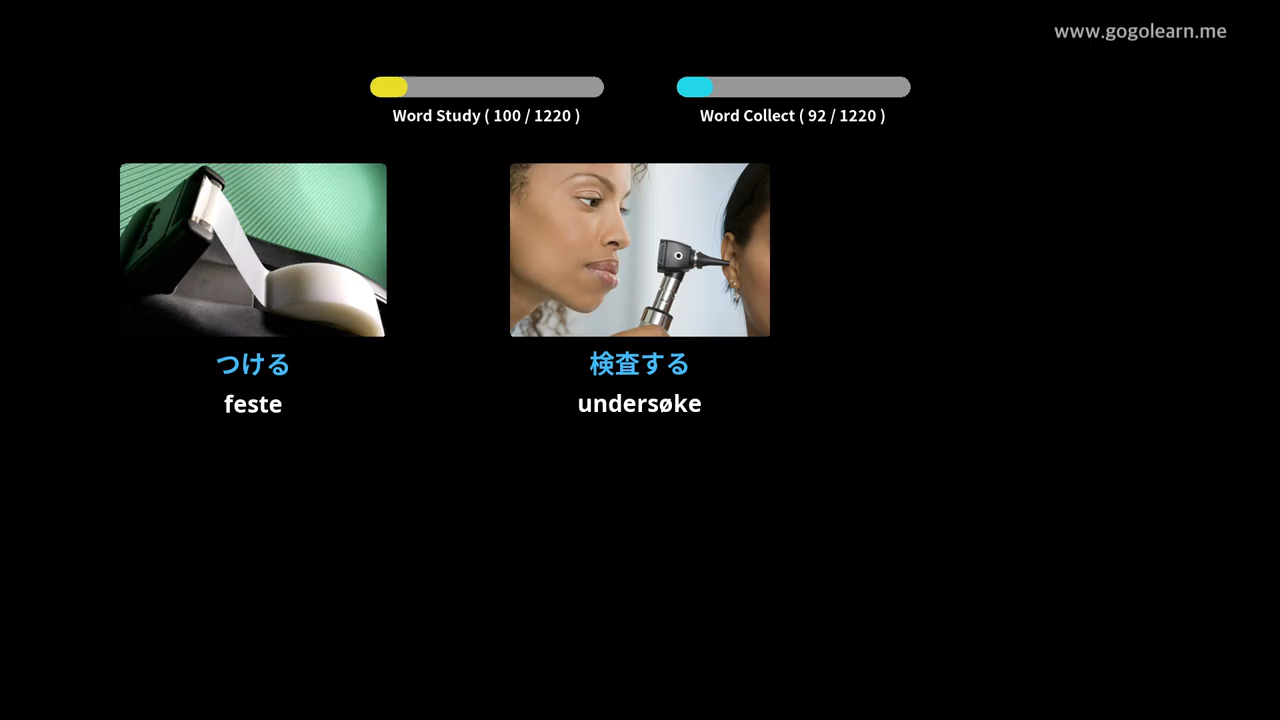 www.gogolearn.me
Word Study ( 100 / 1220 )
Word Collect ( 92 / 1220 )
つける
feste
検査する
undersøke